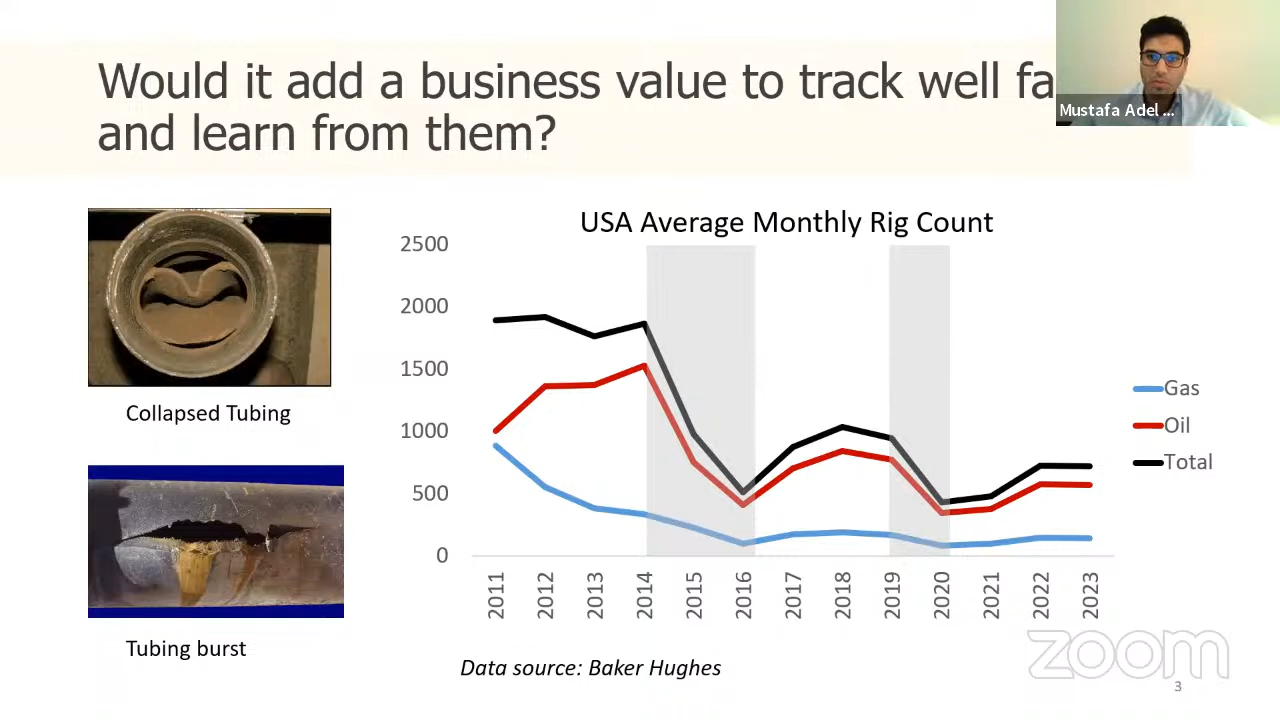 Would it add a business value to track well fa
and learn from them?
Mustafa Adel ...
USA Average Monthly Rig Count
2500
2000
1500
1000
500
0
2011
2012
2013
2014
2015
2016
2017
2018
2019
2020
2021
2022
2023
Gas
Oil
Total
Collapsed Tubing
Tubing burst
Data source: Baker Hughes
zoom
3